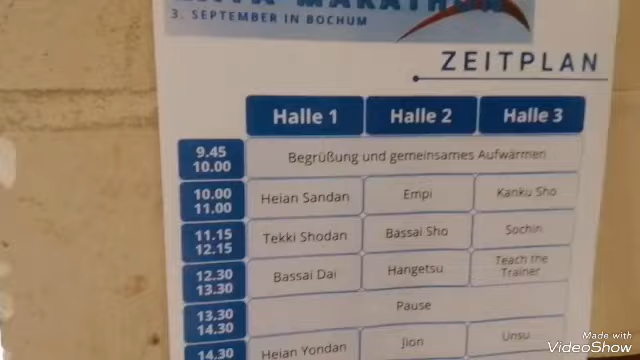 KATA MARATHON
3. SEPTEMBER IN BOCHUM
ZEITPLAN
Halle 1 Halle 2 Halle 3
9.45
10.00
Begrüßung und gemeinsames Aufwärmen
10.00
11.00
Heian Sandan Empi Kanku Sho
11.15
12.15
Tekki Shodan Bassai Sho Sochin
12.30
13.30
Bassai Dai Hangetsu Teach the
Trainer
13.30
14.30
Pause
14.30
Heian Yondan Jion Unsu
Made with
VideoShow